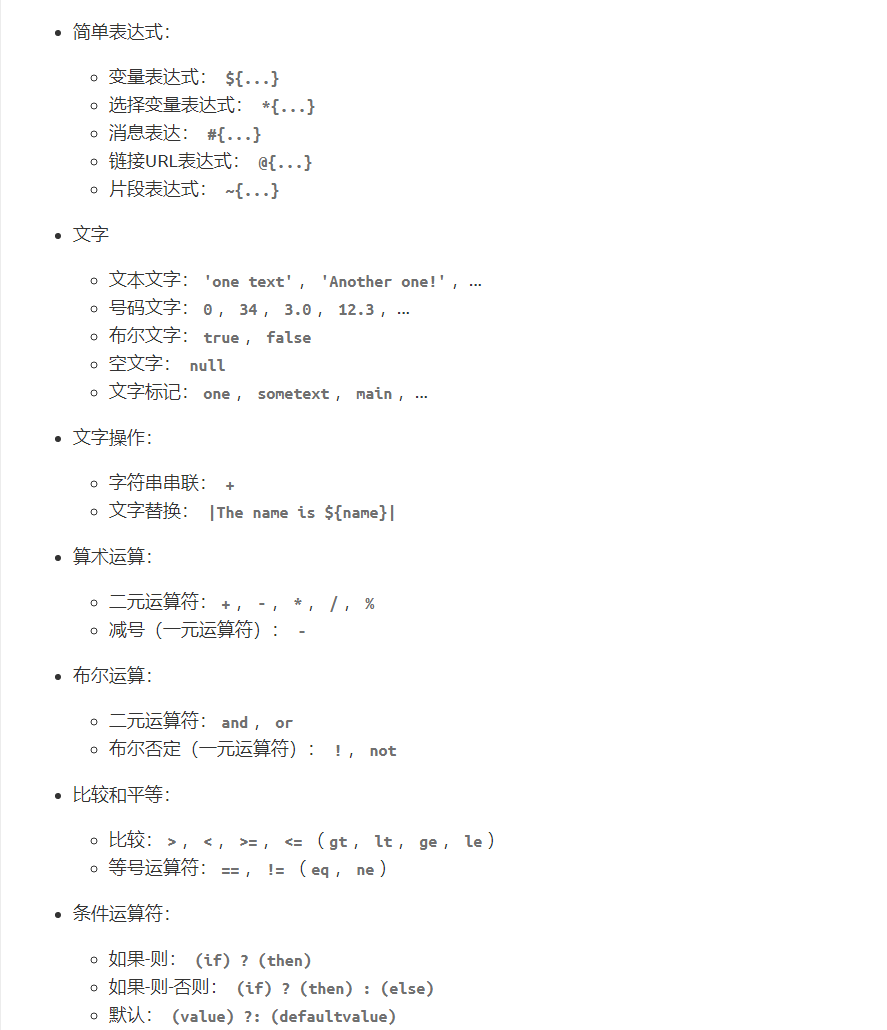 简单表达式：
变量表达式： ${...}
选择变量表达式： *{...}
消息表达： #{...}
链接URL表达式： @{...}
片段表达式： ~{...}
文字
文本文字： 'one text'， 'Another one!'，...
号码文字： 0， 34， 3.0， 12.3，...
布尔文字： true， false
空文字： null
文字标记： one， sometext， main，...
文字操作：
字符串串联： +
文字替换： |The name is ${name}|
算术运算：
二元运算符： +， -， *， /， %
减号（一元运算符）： -
布尔运算：
二元运算符： and， or
布尔否定（一元运算符）： !， not
比较和平等：
比较： >， <， >=， <=（gt， lt， ge， le）
等号运算符： ==， !=（eq， ne）
条件运算符：
如果-则： (if) ? (then)
如果-则-否则： (if) ? (then) : (else)
默认： (value) ?: (defaultvalue)